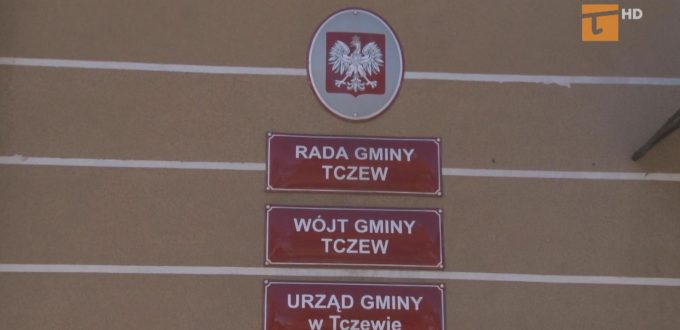 HD
RADA GMINY
TCZEW
WÓJT GMINY
TCZEW
URZĄD GMINY
w Tczewie